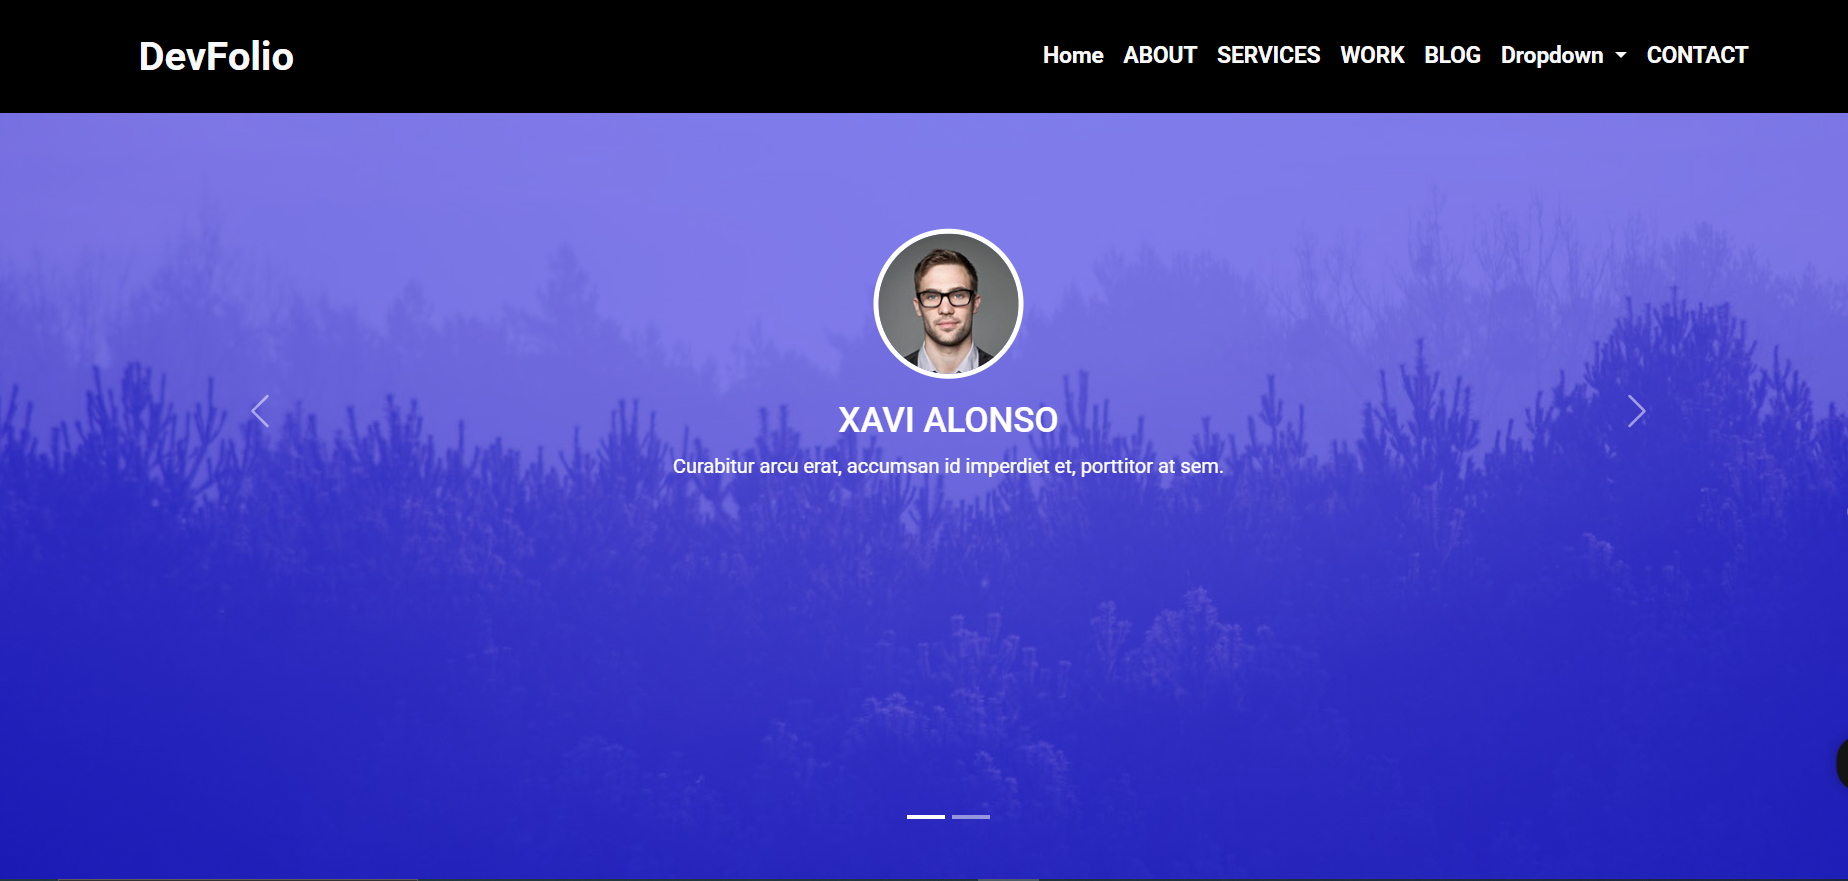 DevFolio
Home ABOUT SERVICES WORK BLOG Dropdown CONTACT
XAVI ALONSO
Curabitur arcu erat, accumsan id imperdiet et, porttitor at sem.